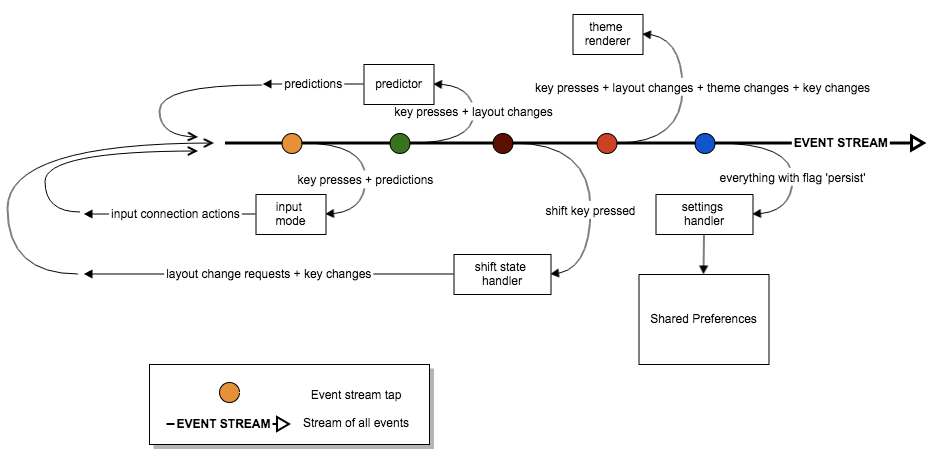 theme
renderer
predictions
predictor
key presses + layout changes + theme changes + key changes
key presses + layout changes
EVENT STREAM
key presses + predictions
everything with flag 'persist'
input connection actions
input
mode
shift key pressed
settings
handler
layout change requests + key changes
shift state
handler
Shared Preferences
Event stream tap
EVENT STREAM
Stream of all events